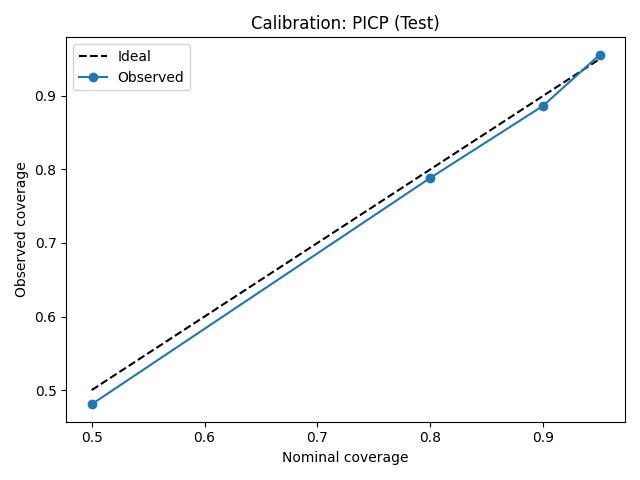 Calibration: PICP (Test)
Ideal
Observed
Observed coverage
0.9
0.8
0.7
0.6
0.5
0.5
0.6
0.7
0.8
0.9
Nominal coverage